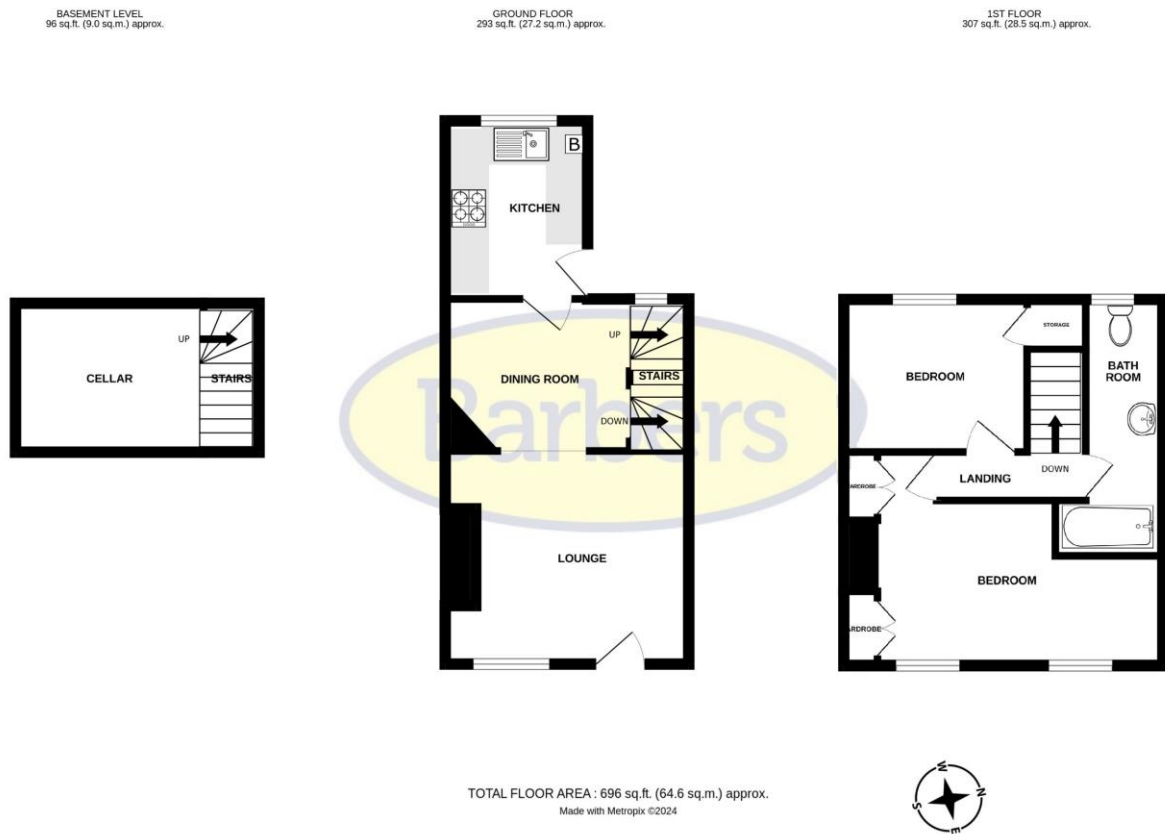 BASEMENT LEVEL
96 sq.ft. (9.0 sq.m.) approx.
GROUND FLOOR
293 sq.ft. (27.2 sq.m.) approx.
1ST FLOOR
307 sq.ft. (28.5 sq.m.) approx.
CELLAR
UP
STAIRS
B
KITCHEN
DINING ROOM
UP
STAIRS
DOWN
LOUNGE
Barbers
STORAGE
BEDROOM
BATH
ROOM
DOWN
LANDING
BEDROOM
TOTAL FLOOR AREA : 696 sq.ft. (64.6 sq.m.) approx.
Made with Metropix ©2024
W
N
S
E